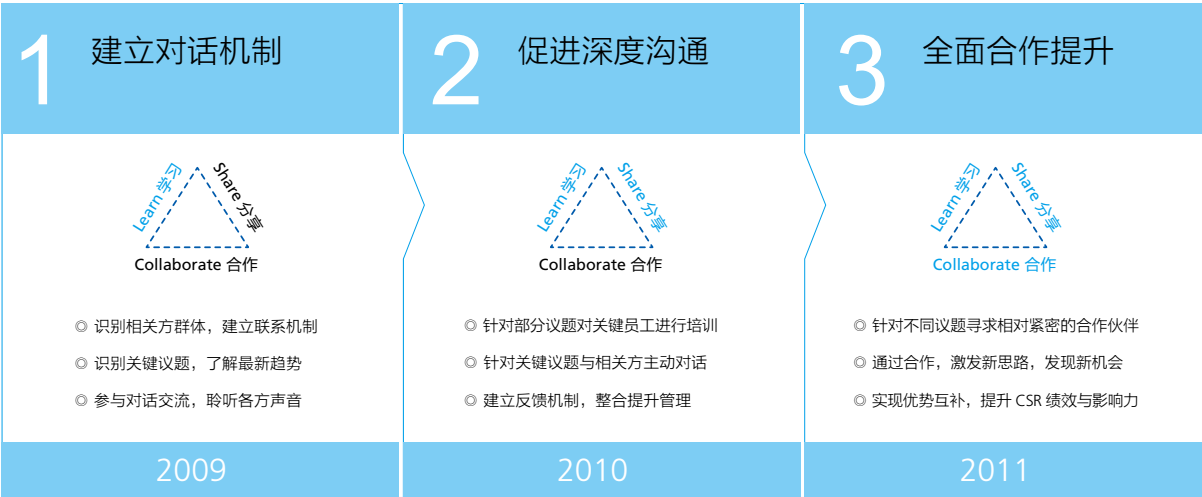 1
建立对话机制
Learn 学习
Share 分享
Collaborate 合作
◎ 识别相关方群体，建立联系机制
◎ 识别关键议题，了解最新趋势
◎ 参与对话交流，聆听各方声音
2009
2
促进深度沟通
Learn 学习
Share 分享
Collaborate 合作
◎ 针对部分议题对关键员工进行培训
◎ 针对关键议题与相关方主动对话
◎ 建立反馈机制，整合提升管理
2010
3
全面合作提升
Learn 学习
Share 分享
Collaborate 合作
◎ 针对不同议题寻求相对紧密的合作伙伴
◎ 通过合作，激发新思路，发现新机会
◎ 实现优势互补，提升 CSR 绩效与影响力
2011